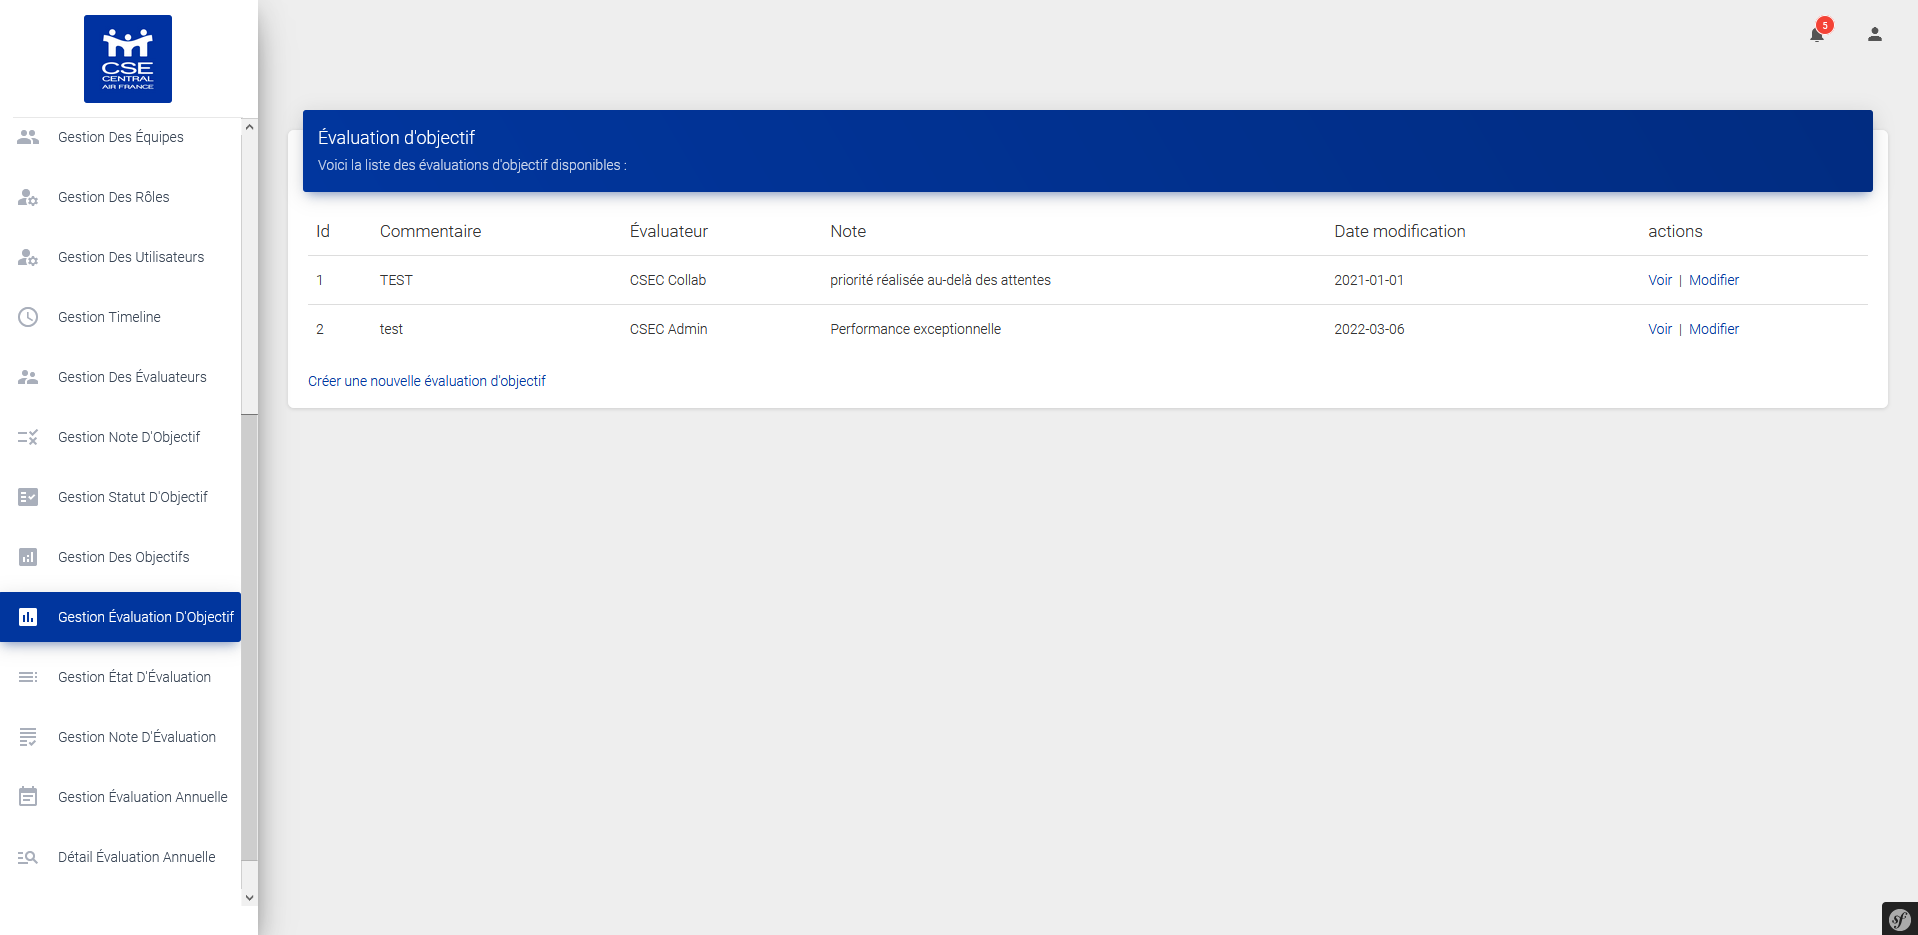 CSE
CENTRAL
AIR FRANCE
Gestion Des Équipes
Gestion Des Rôles
Gestion Des Utilisateurs
Gestion Timeline
Gestion Des Évaluateurs
Gestion Note D'Objectif
Gestion Statut D'Objectif
Gestion Des Objectifs
Gestion Évaluation D'Objectif
Gestion État D'Évaluation
Gestion Note D'Évaluation
Gestion Évaluation Annuelle
Détail Évaluation Annuelle
5
Évaluation d'objectif
Voici la liste des évaluations d'objectif disponibles :
Id Commentaire Évaluateur Note Date modification actions
1 TEST CSEC Collab priorité réalisée au-delà des attentes 2021-01-01 Voir | Modifier
2 test CSEC Admin Performance exceptionnelle 2022-03-06 Voir | Modifier
Créer une nouvelle évaluation d'objectif
sf